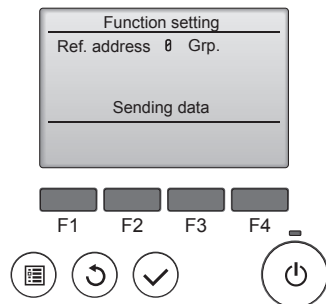 Function setting
Ref. address 0 Grp.
Sending data
F1 F2 F3 F4